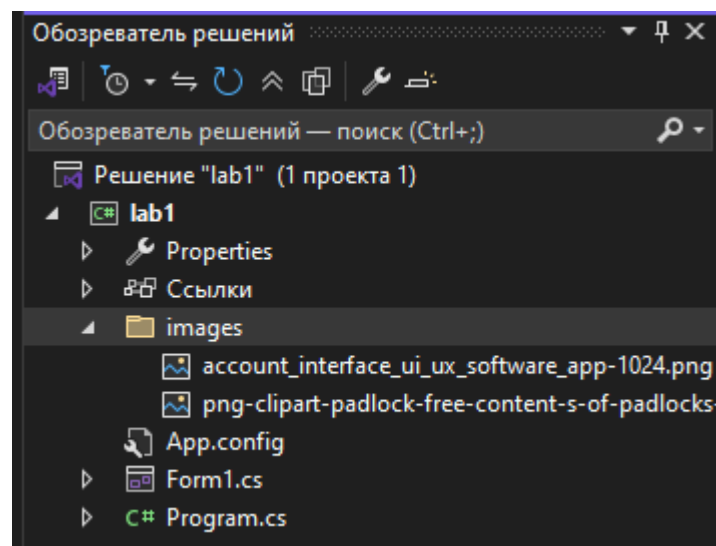 Обозреватель решений
Обозреватель решений — поиск (Ctrl+;)
Решение "lab1" (1 проекта 1)
C# lab1
Properties
Ссылки
images
account_interface_ui_ux_software_app-1024.png
png-clipart-padlock-free-content-s-of-padlocks-
App.config
Form1.cs
C# Program.cs